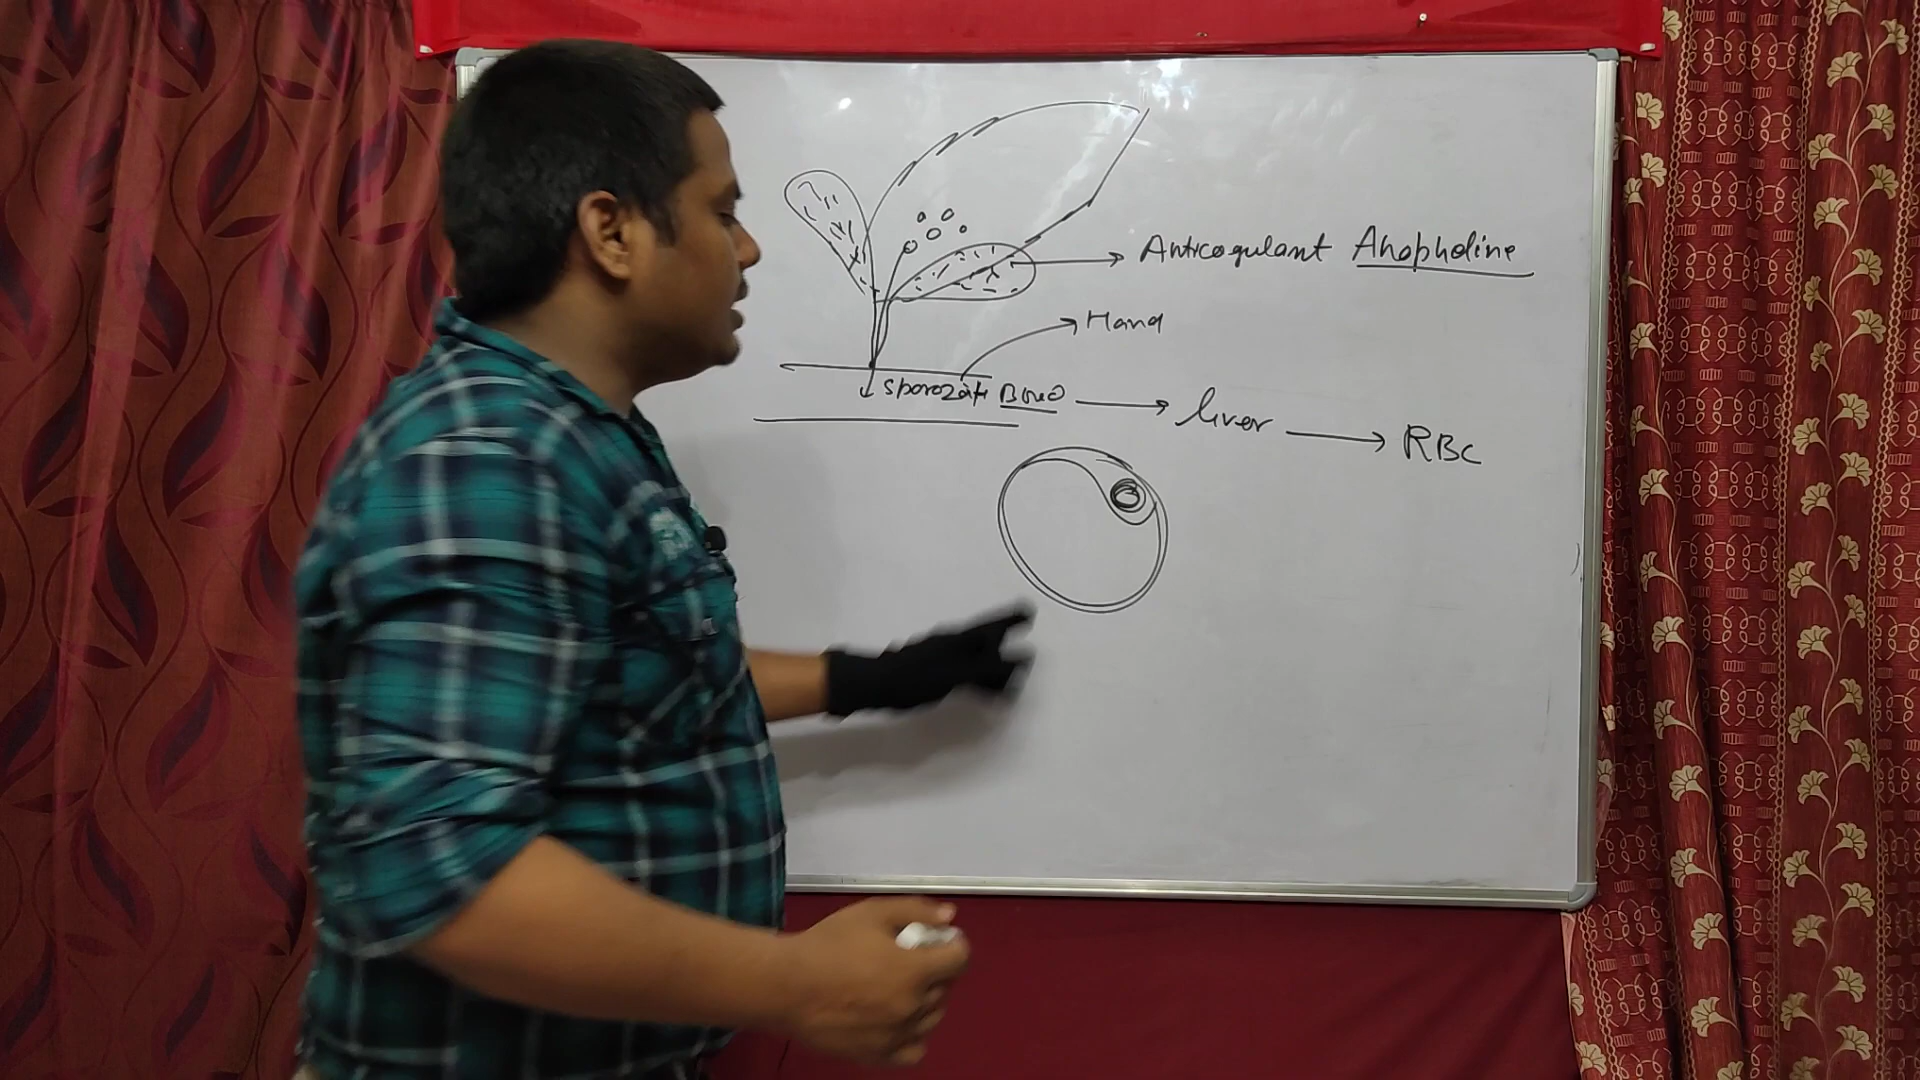 Anticoagulant Anopheline
Hand
Sporozoite Blood → liver → RBC